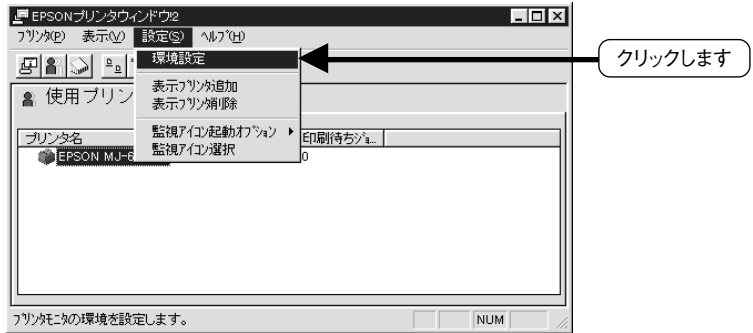 EPSONプリンタウィンドウ!2
プリンタ(P) 表示(V) 設定(S) ヘルプ(H)
環境設定
クリックします
表示プリンタ追加
表示プリンタ削除
使用プリン
監視アイコン起動オプション
監視アイコン選択
プリンタ名
印刷待ちジョ...
EPSON MJ-6
0
プリンタモニタの環境を設定します。
NUM